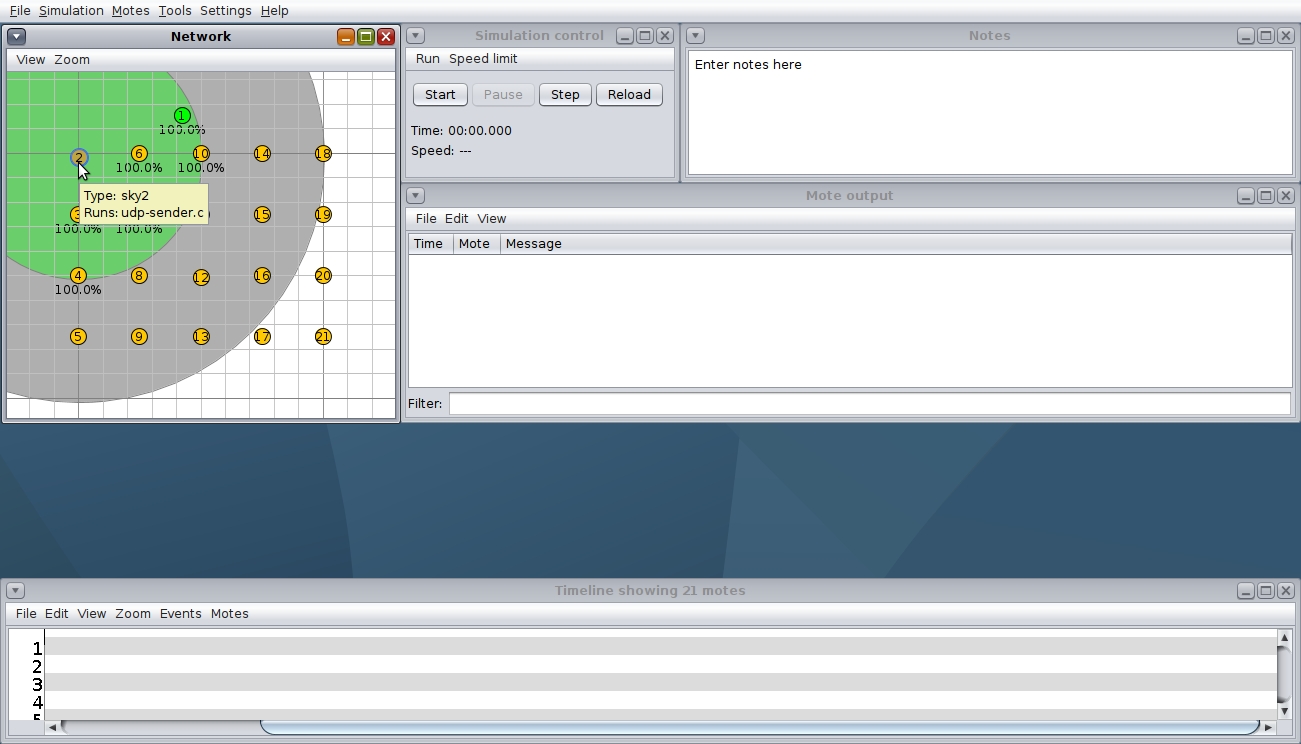 File Simulation Motes Tools Settings Help
Network
View Zoom
1
100.0%
2 6 10 14 18
100.0% 100.0%
Type: sky2
Runs: udp-sender.c
3 15 19
100.0% 100.0%
4 8 12 16 20
100.0%
5 9 13 17 21
Simulation control
Run Speed limit
Start Pause Step Reload
Time: 00:00.000
Speed: ---
Notes
Enter notes here
Mote output
File Edit View
Time Mote Message
Filter:
Timeline showing 21 motes
File Edit View Zoom Events Motes
1
2
3
4
5